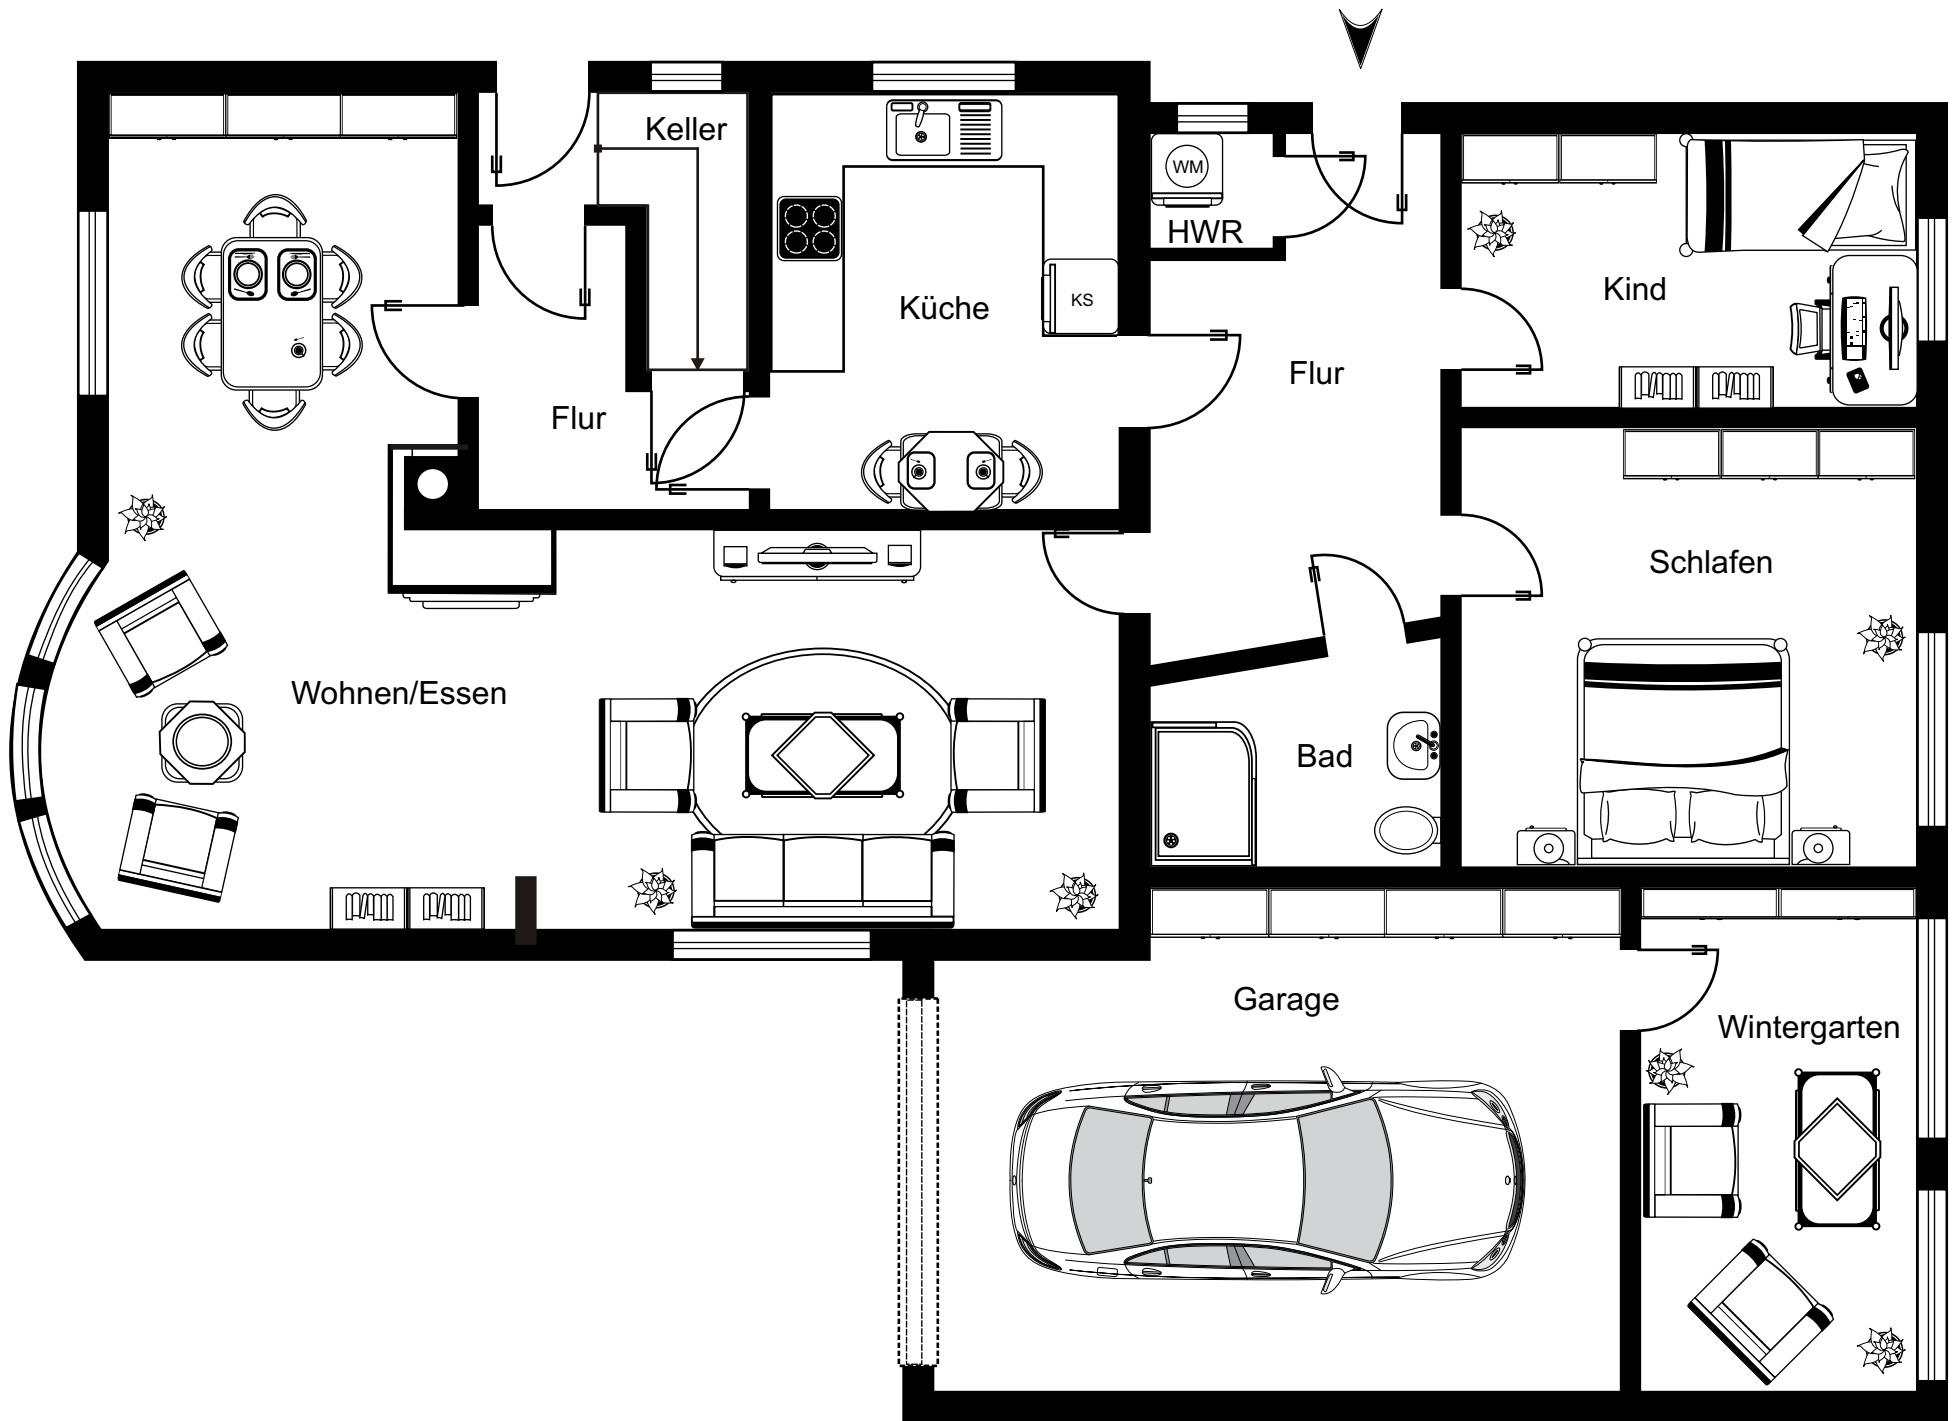 Keller
WM
HWR
Kind
KS
Küche
Flur
Flur
Schlafen
Wohnen/Essen
Bad
Garage
Wintergarten